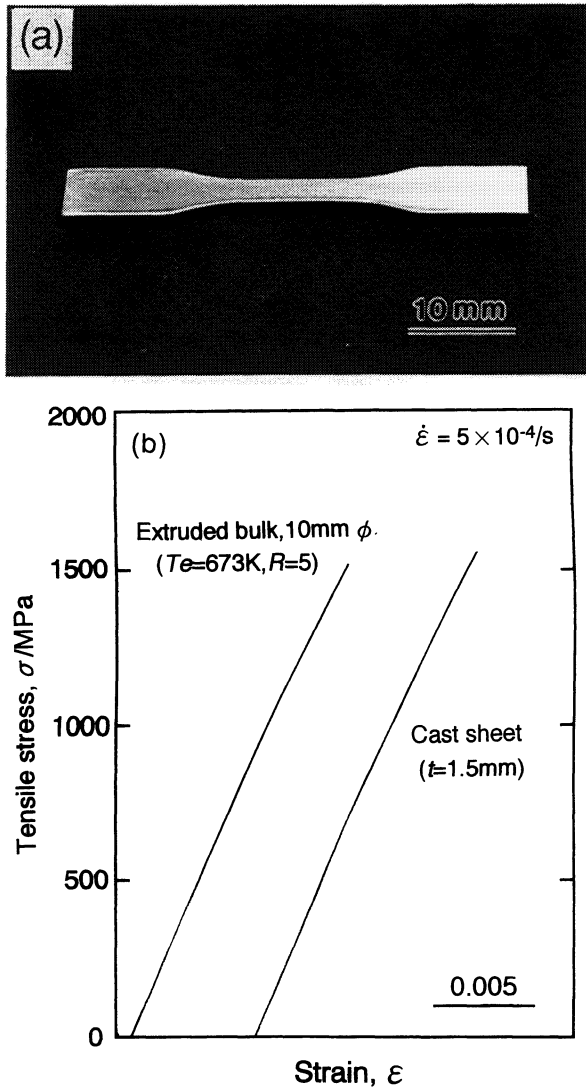 (a)
10 mm
2000
(b)
ε̇ = 5×10-4/s
Extruded bulk,10mm φ
(Te=673K,R=5)
1500
Tensile stress, σ/MPa
1000
Cast sheet
(t=1.5mm)
500
0.005
0
Strain, ε